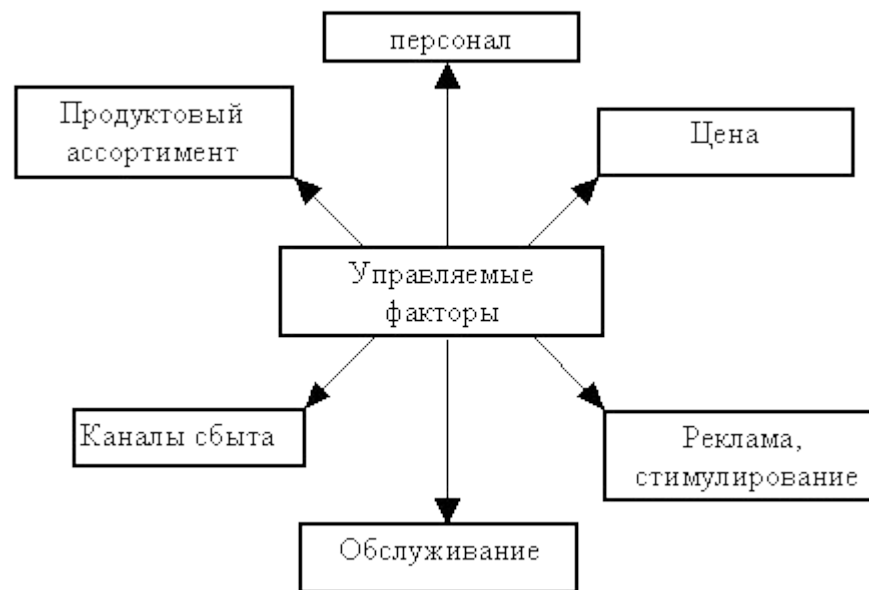 персонал
Продуктовый
ассортимент
Цена
Управляемые
факторы
Каналы сбыта
Реклама,
стимулирование
Обслуживание